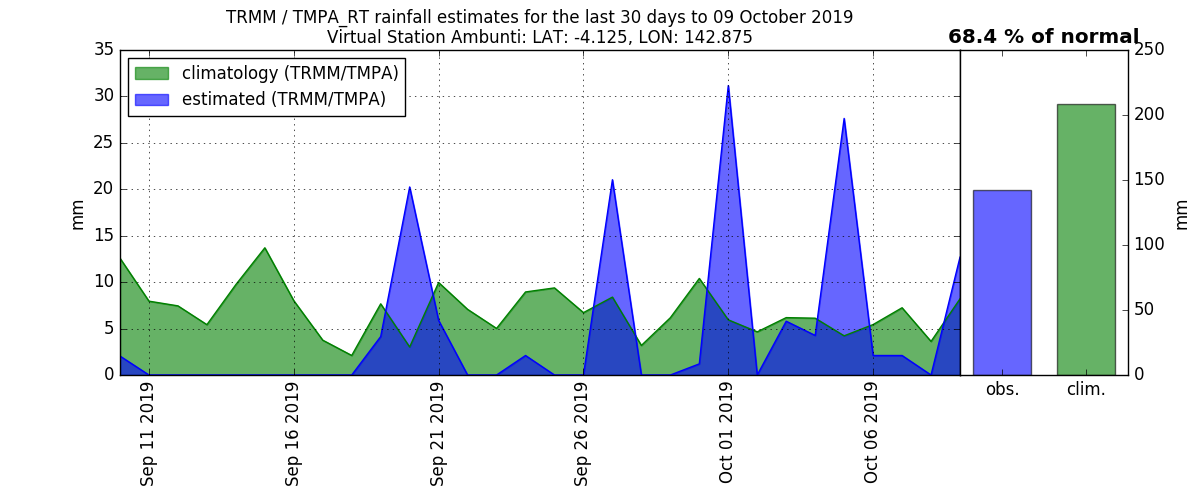 TRMM / TMPA_RT rainfall estimates for the last 30 days to 09 October 2019
Virtual Station Ambunti: LAT: -4.125, LON: 142.875
68.4 % of normal
climatology (TRMM/TMPA)
estimated (TRMM/TMPA)
35
30
25
20
15
10
5
0
mm
Sep 11 2019
Sep 16 2019
Sep 21 2019
Sep 26 2019
Oct 01 2019
Oct 06 2019
obs.
clim.
250
200
150
100
50
0
mm